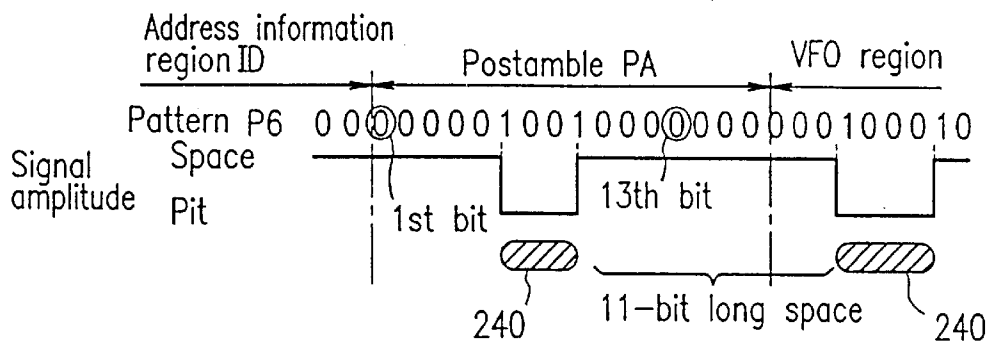 Address information
region ID
Postamble PA
VFO region
Pattern P6 0 0 0 0 0 0 0 1 0 0 1 0 0 0 0 0 0 0 0 0 0 1 0 0 0 1 0
Signal
amplitude
Space
Pit
1st bit
13th bit
11-bit long space
240
240